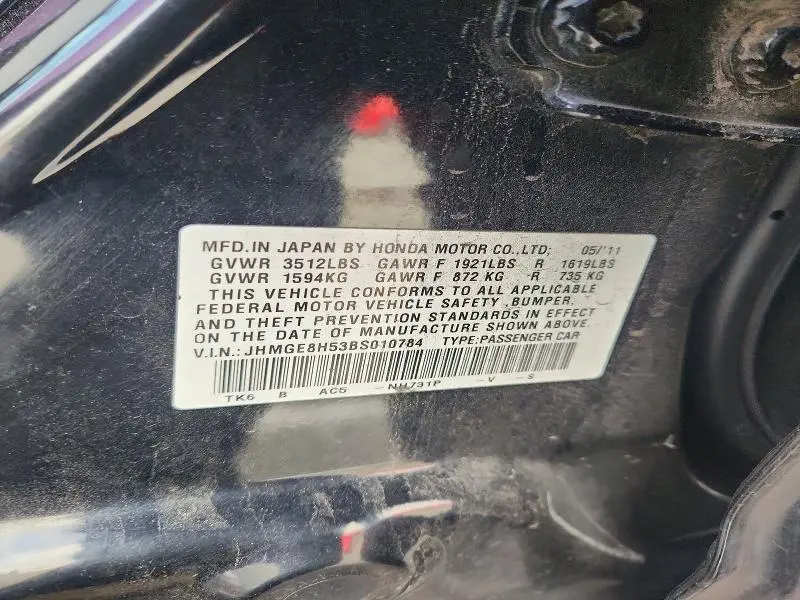 MFD.IN JAPAN BY HONDA MOTOR CO.,LTD; 05/'11
GVWR 3512LBS GAWR F 1921LBS R 1619LBS
GVWR 1594KG GAWR F 872 KG R 735 KG
THIS VEHICLE CONFORMS TO ALL APPLICABLE
FEDERAL MOTOR VEHICLE SAFETY ,BUMPER.
AND THEFT PREVENTION STANDARDS IN EFFECT
ON THE DATE OF MANUFACTURE SHOWN ABOVE.
V.I.N.: JHMGE8H53BS010784 TYPE:PASSENGER CAR
TK6 B AC5 -NH731P -V -S